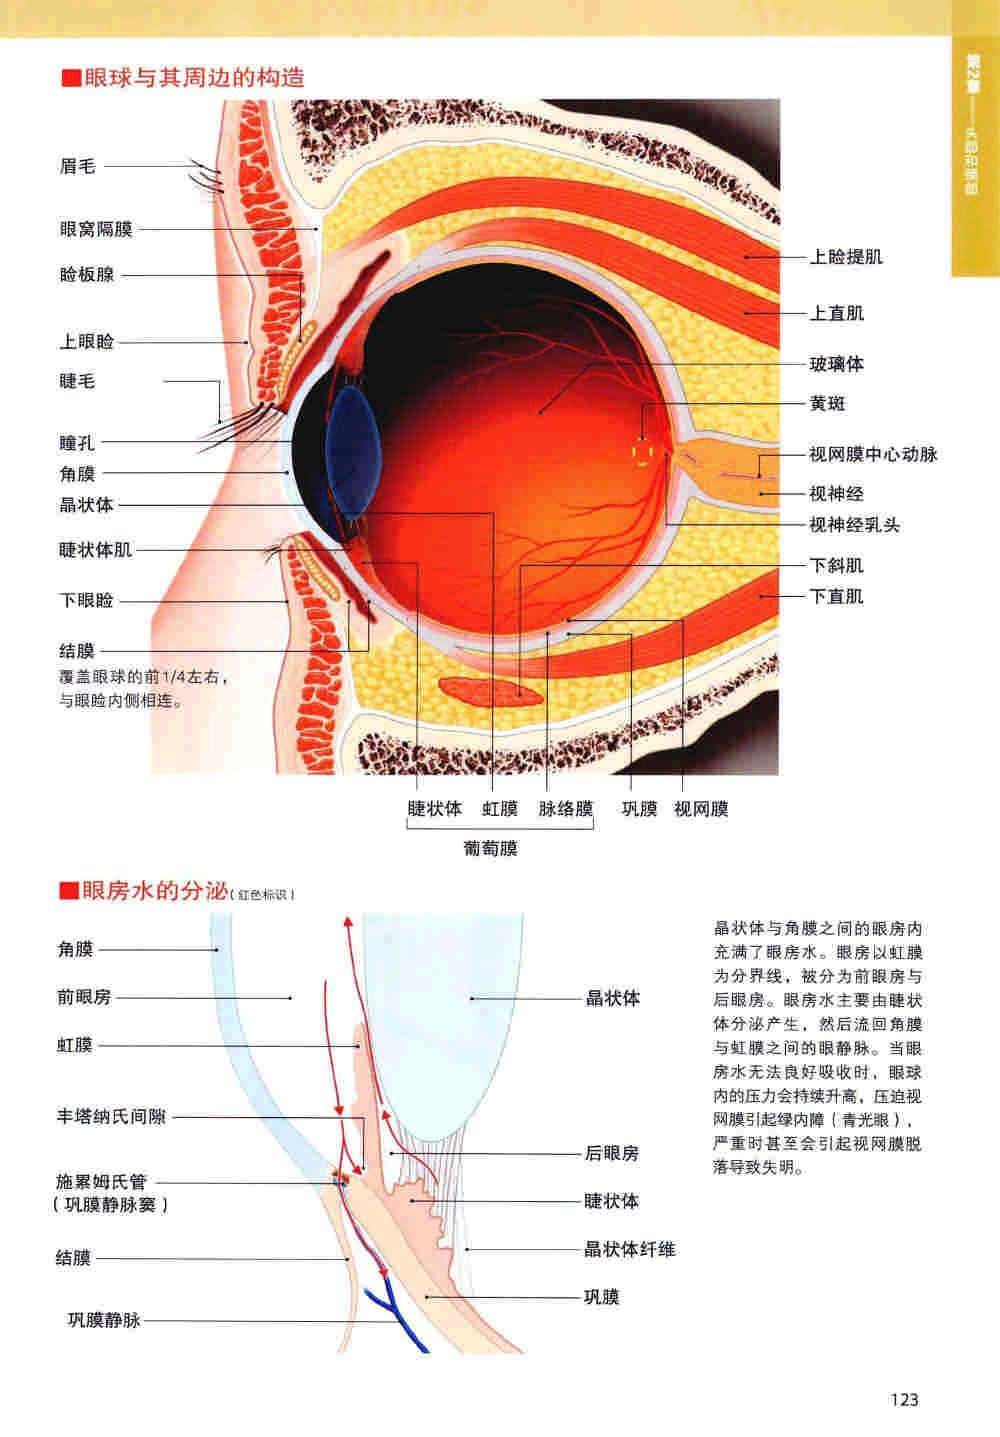 第2章——头部和颈部
■眼球与其周边的构造
眉毛
眼窝隔膜
睑板腺
上眼睑
睫毛
瞳孔
角膜
晶状体
睫状体肌
下眼睑
结膜
覆盖眼球的前1/4左右，
与眼睑内侧相连。
上睑提肌
上直肌
玻璃体
黄斑
视网膜中心动脉
视神经
视神经乳头
下斜肌
下直肌
睫状体 虹膜 脉络膜 巩膜 视网膜
葡萄膜
■眼房水的分泌（红色标识）
角膜
前眼房
虹膜
丰塔纳氏间隙
施累姆氏管
（巩膜静脉窦）
结膜
巩膜静脉
晶状体
后眼房
睫状体
晶状体纤维
巩膜
晶状体与角膜之间的眼房内
充满了眼房水。眼房以虹膜
为分界线，被分为前眼房与
后眼房。眼房水主要由睫状
体分泌产生，然后流回角膜
与虹膜之间的眼静脉。当眼
房水无法良好吸收时，眼球
内的压力会持续升高，压迫视
网膜引起绿内障（青光眼），
严重时甚至会引起视网膜脱
落导致失明。
123